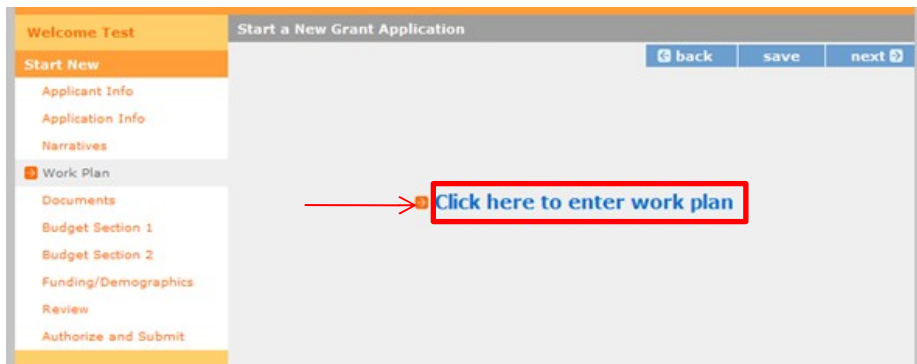 Welcome Test
Start a New Grant Application
Start New
back
save
next
Applicant Info
Application Info
Narratives
Work Plan
Click here to enter work plan
Documents
Budget Section 1
Budget Section 2
Funding/Demographics
Review
Authorize and Submit